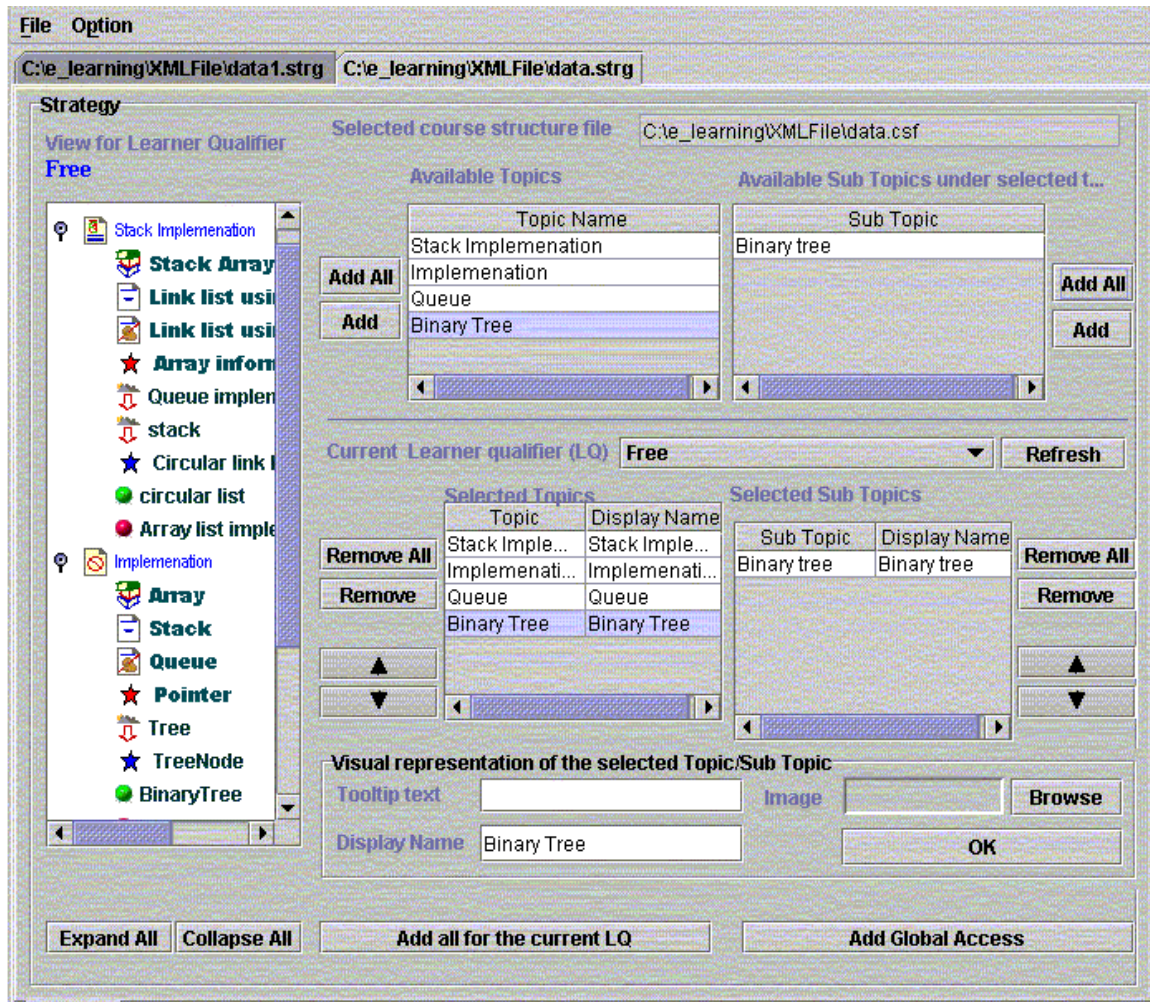 File Option
C:\e_learning\XMLFile\data1.strg C:\e_learning\XMLFile\data.strg
Strategy
View for Learner Qualifier
Free
Selected course structure file C:\e_learning\XMLFile\data.csf
Available Topics
Available Sub Topics under selected t...
Stack Implemenation
Stack Array
Link list usi
Link list usi
Array inform
Queue implen
stack
Circular link l
circular list
Array list imple
Implemenation
Array
Stack
Queue
Pointer
Tree
TreeNode
BinaryTree
Topic Name
Stack Implemenation
Implemenation
Queue
Binary Tree
Add All
Add
Sub Topic
Binary tree
Add All
Add
Current Learner qualifier (LQ) Free Refresh
Selected Topics
Topic Display Name
Stack Imple... Stack Imple...
Implemenati... Implemenati...
Queue Queue
Binary Tree Binary Tree
Remove All
Remove
Selected Sub Topics
Sub Topic Display Name
Binary tree Binary tree
Remove All
Remove
Visual representation of the selected Topic/Sub Topic
Tooltip text Image Browse
Display Name Binary Tree OK
Expand All Collapse All Add all for the current LQ Add Global Access